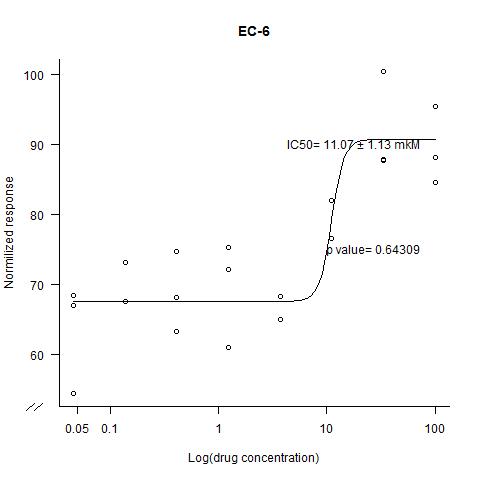 EC-6
Normilized response
100
90
80
70
60
IC50= 11.07 ± 1.13 mkM
p value= 0.64309
0.05 0.1 1 10 100
Log(drug concentration)